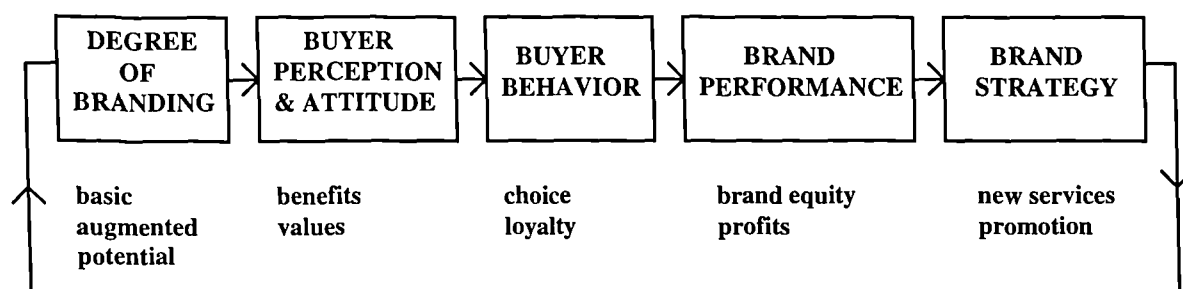 DEGREE
OF
BRANDING
BUYER
PERCEPTION
& ATTITUDE
BUYER
BEHAVIOR
BRAND
PERFORMANCE
BRAND
STRATEGY
basic
augmented
potential
benefits
values
choice
loyalty
brand equity
profits
new services
promotion